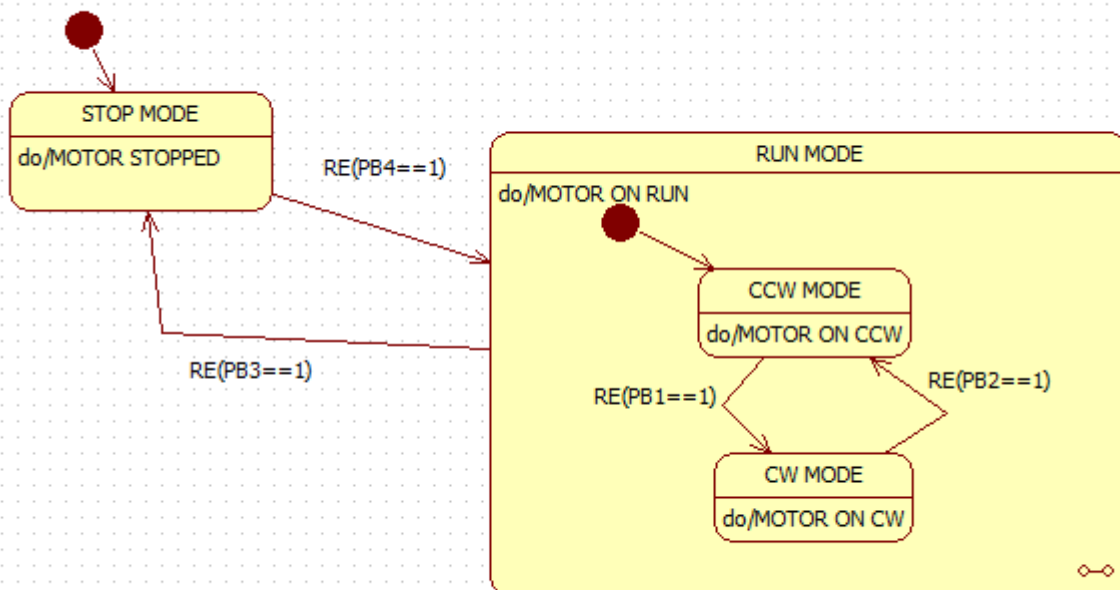 STOP MODE
do/MOTOR STOPPED
RE(PB4==1)
RE(PB3==1)
RUN MODE
do/MOTOR ON RUN
CCW MODE
do/MOTOR ON CCW
RE(PB1==1)
RE(PB2==1)
CW MODE
do/MOTOR ON CW